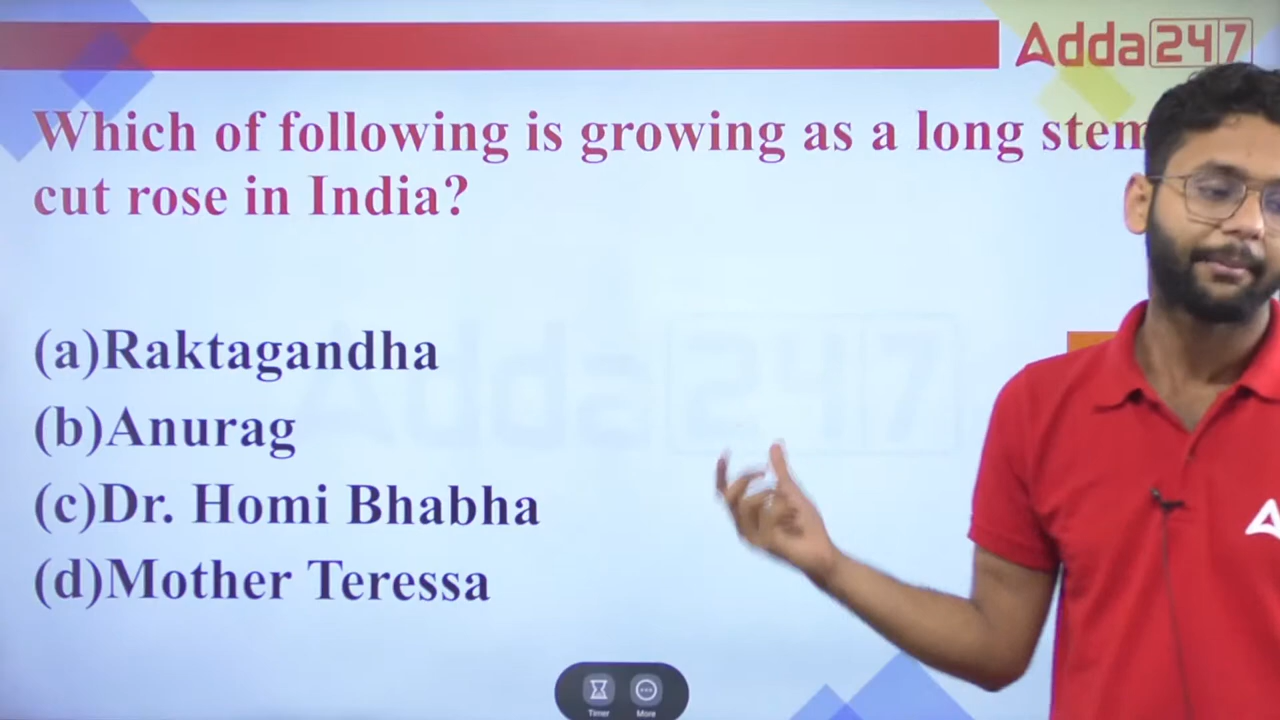 Adda247
Which of following is growing as a long stem
cut rose in India?
(a)Raktagandha
(b)Anurag
(c)Dr. Homi Bhabha
(d)Mother Teressa
Timer
More